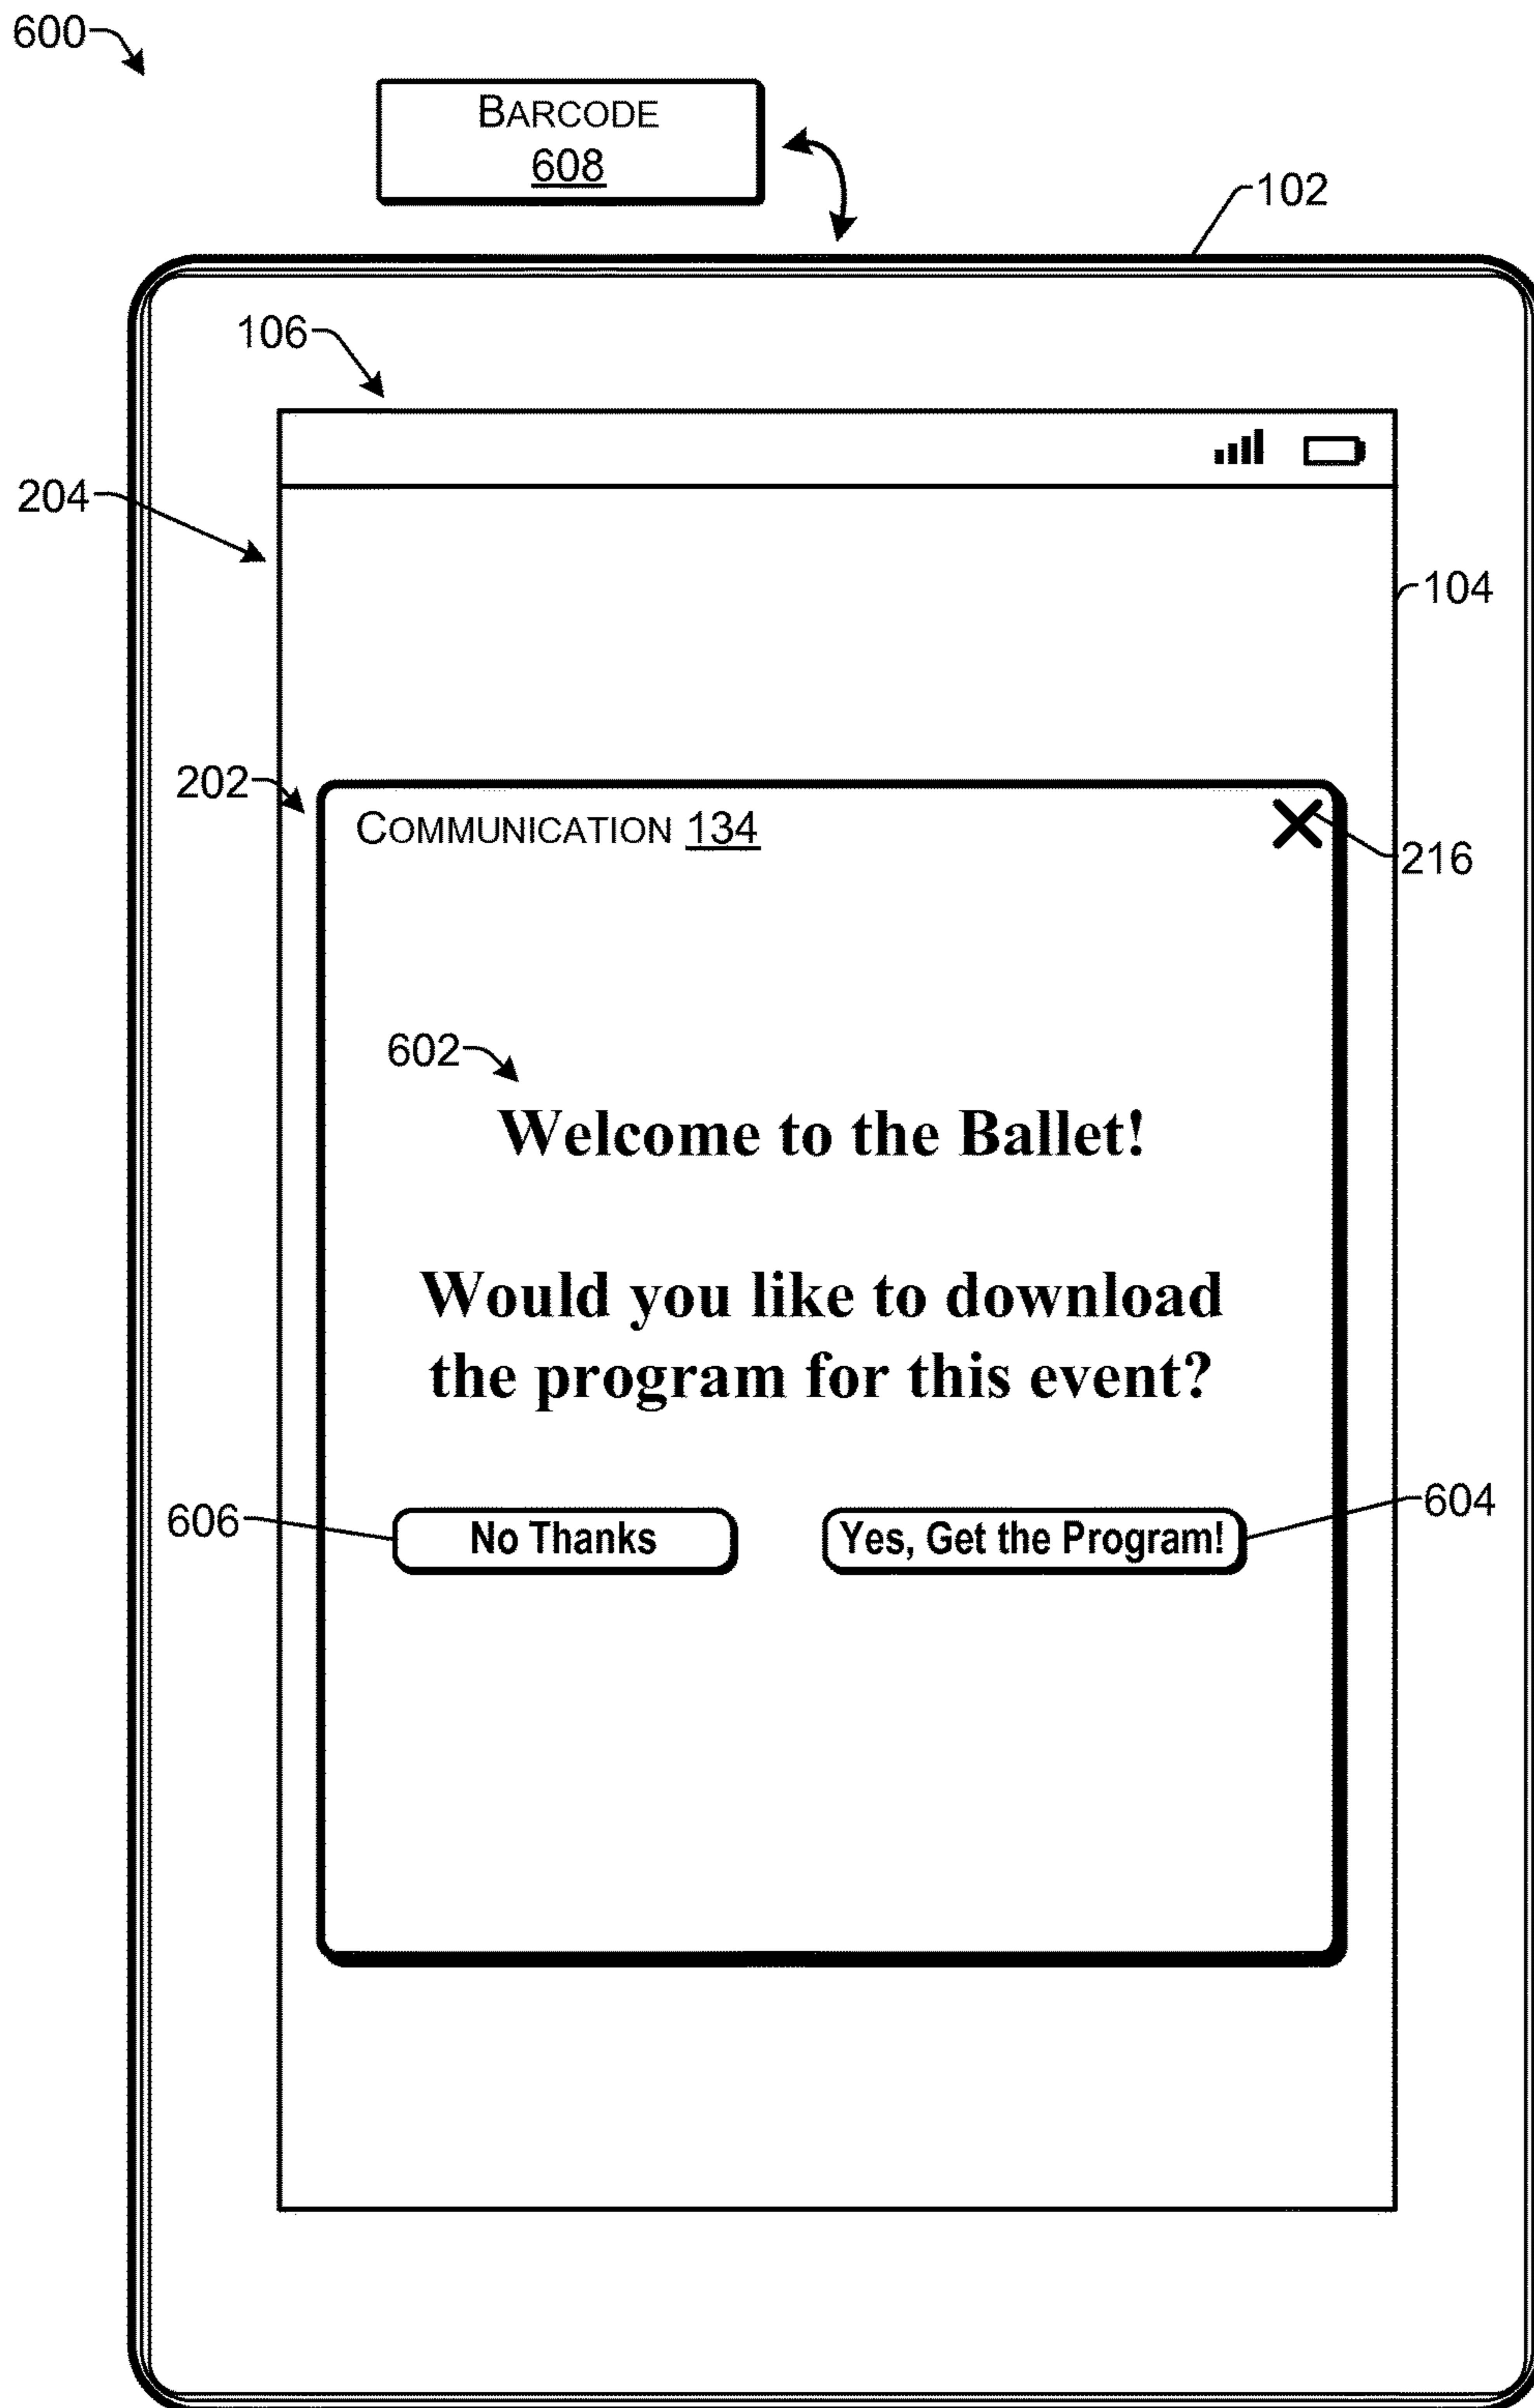 600
BARCODE
608
102
106
204
104
202
COMMUNICATION 134
216
602
Welcome to the Ballet!
Would you like to download
the program for this event?
606
No Thanks
Yes, Get the Program!
604